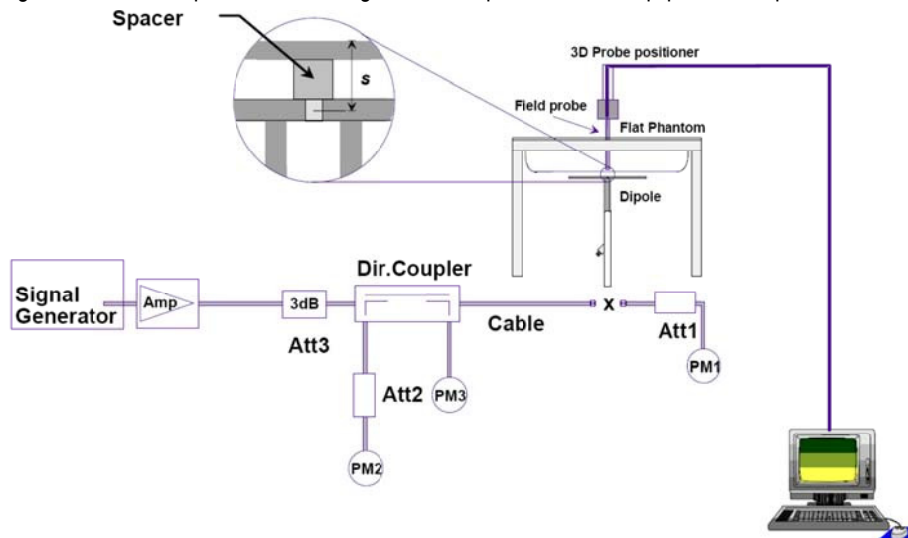 Spacer
s
3D Probe positioner
Field probe
Flat Phantom
Dipole
Signal
Generator
Amp
3dB
Att3
Dir.Coupler
Att2
PM2
PM3
Cable
X
Att1
PM1